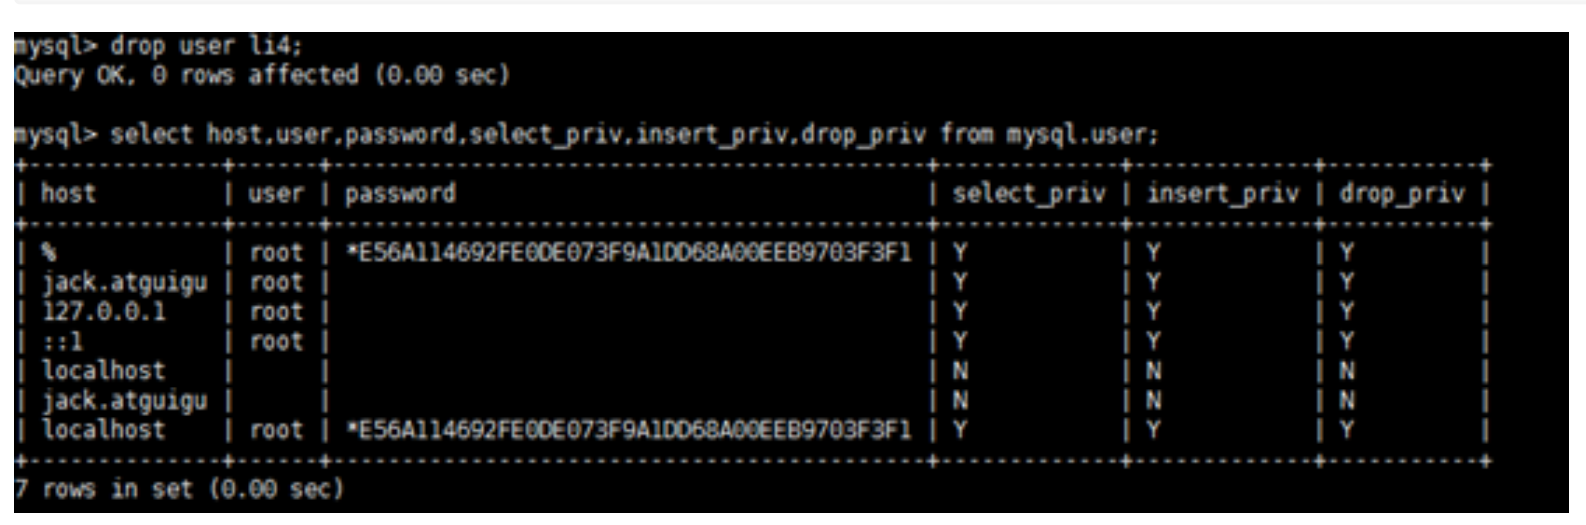 mysql> drop user li4;
Query OK, 0 rows affected (0.00 sec)
mysql> select host,user,password,select_priv,insert_priv,drop_priv from mysql.user;
+--------------+------+-------------------------------------------+-------------+-------------+-----------+
| host | user | password | select_priv | insert_priv | drop_priv |
+--------------+------+-------------------------------------------+-------------+-------------+-----------+
| % | root | *E56A114692FE0DE073F9A1DD68A00EEB9703F3F1 | Y | Y | Y |
| jack.atguigu | root | | Y | Y | Y |
| 127.0.0.1 | root | | Y | Y | Y |
| ::1 | root | | Y | Y | Y |
| localhost | | | N | N | N |
| jack.atguigu | | | N | N | N |
| localhost | root | *E56A114692FE0DE073F9A1DD68A00EEB9703F3F1 | Y | Y | Y |
+--------------+------+-------------------------------------------+-------------+-------------+-----------+
7 rows in set (0.00 sec)